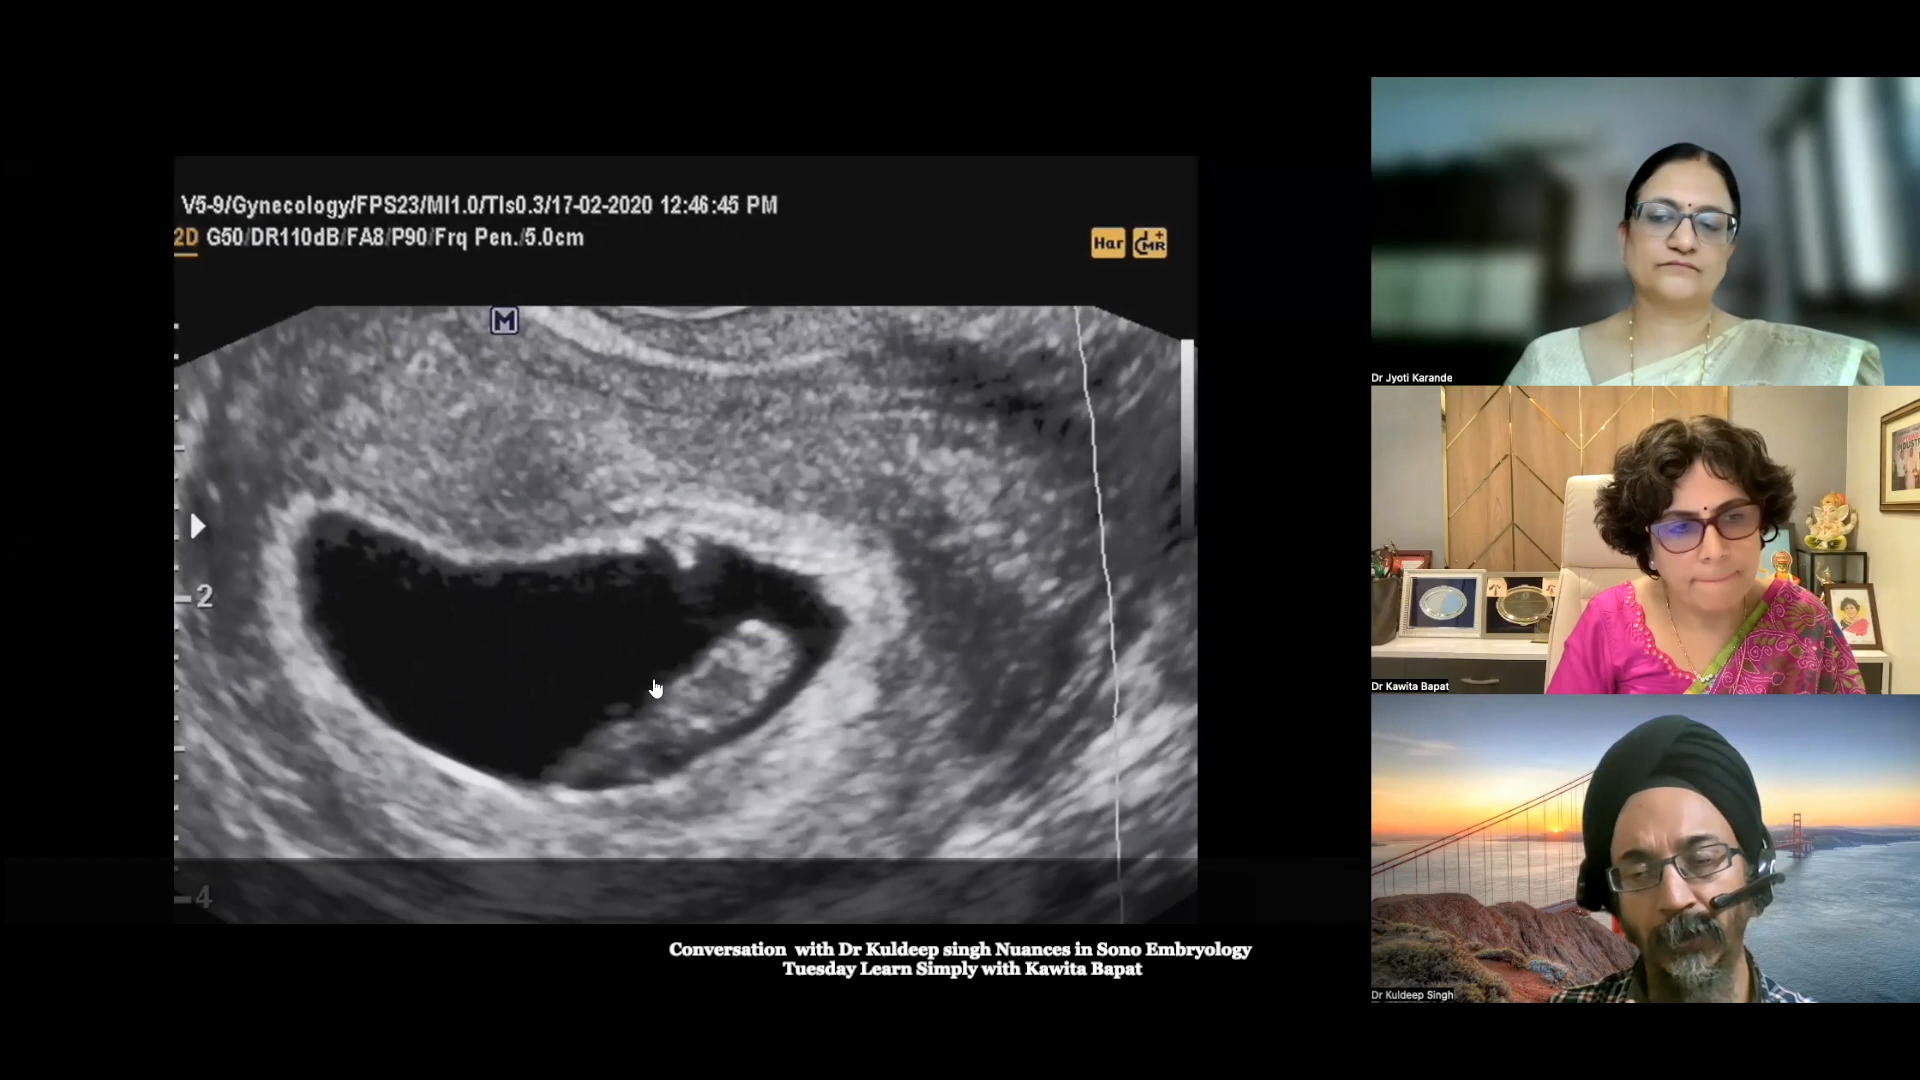 V5-9/Gynecology/FPS23/MI1.0/TIs0.3/17-02-2020 12:46:45 PM
2D G50/DR110dB/FA8/P90/Frq Pen./5.0cm
Har
MR
M
2
4
Dr Jyoti Karande
Dr Kawita Bapat
Dr Kuldeep Singh
Conversation with Dr Kuldeep singh Nuances in Sono Embryology
Tuesday Learn Simply with Kawita Bapat